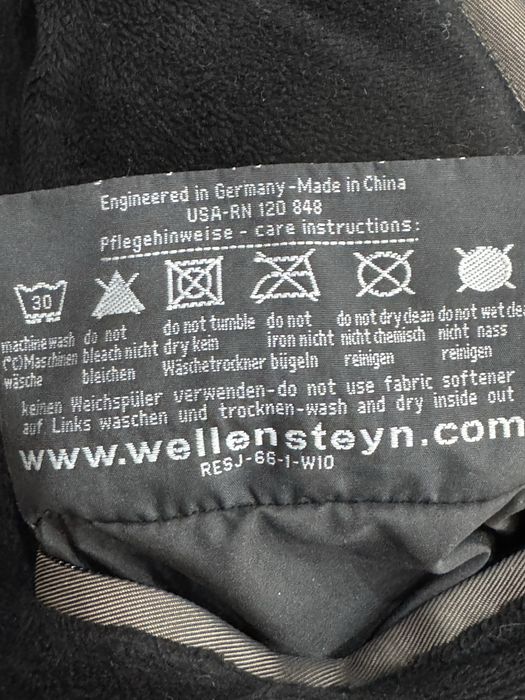 Engineered in Germany-Made in China
USA-RN 120 848
Pflegehinweise - care instructions:
30
machine wash do not do not tumble do not do not dry clean do not wet
(°C)Maschinen bleach nicht dry kein iron nicht nicht chemisch nicht nass
wäsche bleichen Wäschetrockner bügeln reinigen reinigen
keinen Weichspüler verwenden-do not use fabric softener
auf Links waschen und trocknen-wash and dry inside out
www.wellensteyn.com
RESJ-66-1-W10